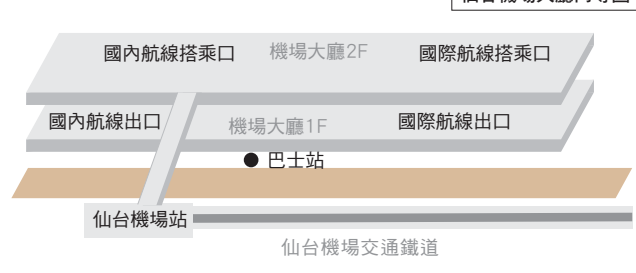 國內航線搭乘口 機場大廳2F 國際航線搭乘口
國內航線出口 機場大廳1F 國際航線出口
● 巴士站
仙台機場站
仙台機場交通鐵道